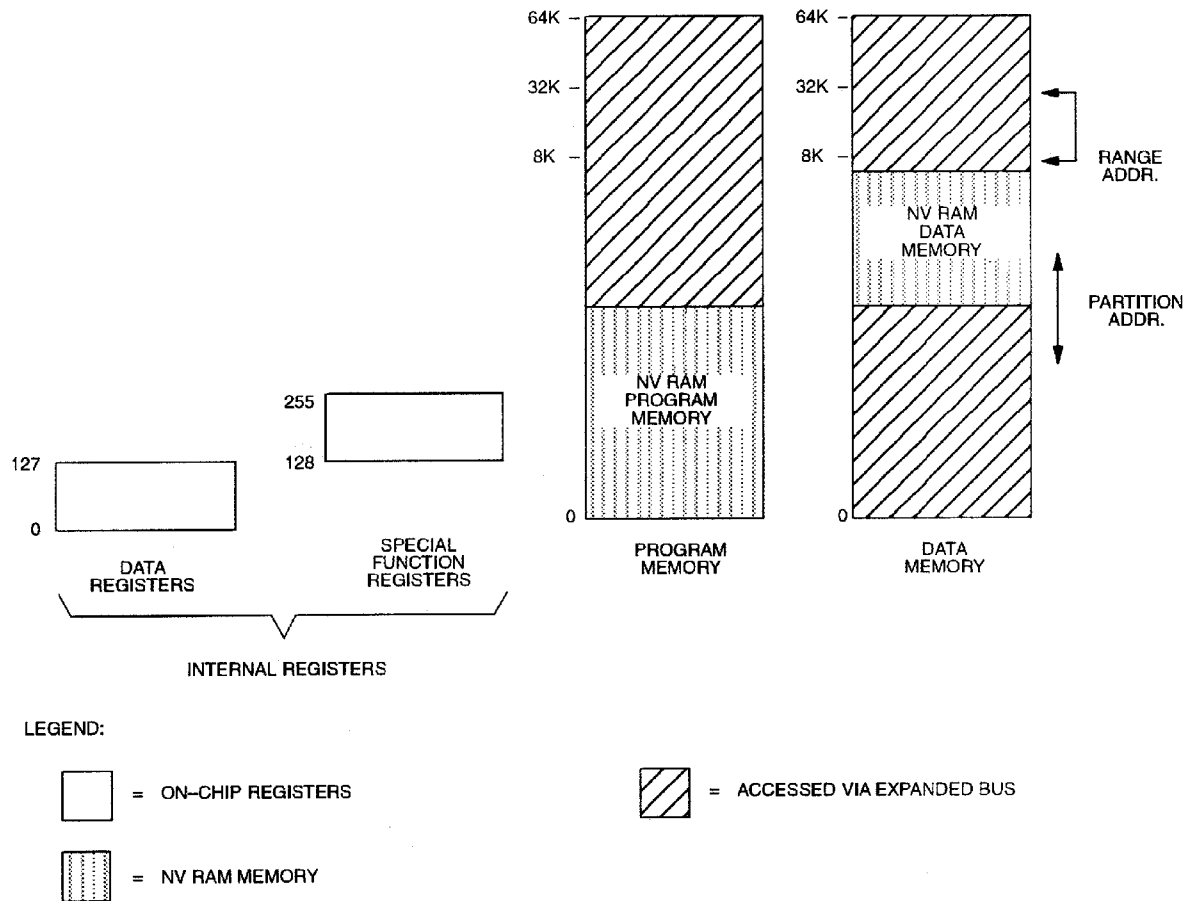 64K
32K
8K
0
NV RAM
PROGRAM
MEMORY
PROGRAM
MEMORY
64K
32K
8K
0
NV RAM
DATA
MEMORY
DATA
MEMORY
RANGE
ADDR.
PARTITION
ADDR.
127
0
DATA
REGISTERS
255
128
SPECIAL
FUNCTION
REGISTERS
INTERNAL REGISTERS
LEGEND:
= ON–CHIP REGISTERS
= ACCESSED VIA EXPANDED BUS
= NV RAM MEMORY